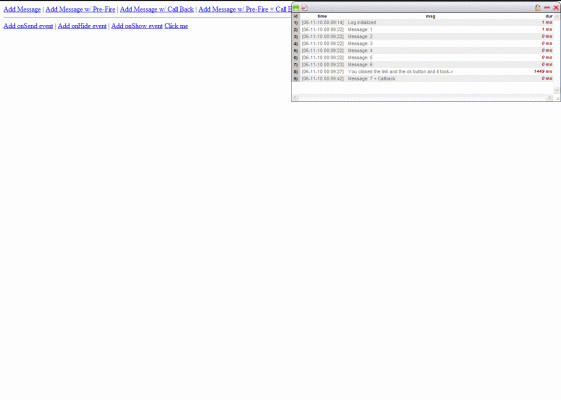 Add Message | Add Message w/ Pre-Fire | Add Message w/ Call Back | Add Message w/ Pre-Fire + Call
Add onSend event | Add onHide event | Add onShow event Click me
id time msg dur
1) [06-11-10 00:09:14] Log initialized 1 ms
2) [06-11-10 00:09:22] Message: 1 1 ms
3) [06-11-10 00:09:22] Message: 2 0 ms
4) [06-11-10 00:09:22] Message: 3 0 ms
5) [06-11-10 00:09:22] Message: 4 0 ms
6) [06-11-10 00:09:22] Message: 5 0 ms
7) [06-11-10 00:09:23] Message: 6 0 ms
8) [06-11-10 00:09:27] You clicked the link and the ok button and it took-> 1449 ms
9) [06-11-10 00:09:42] Message: 7 + Callback 0 ms